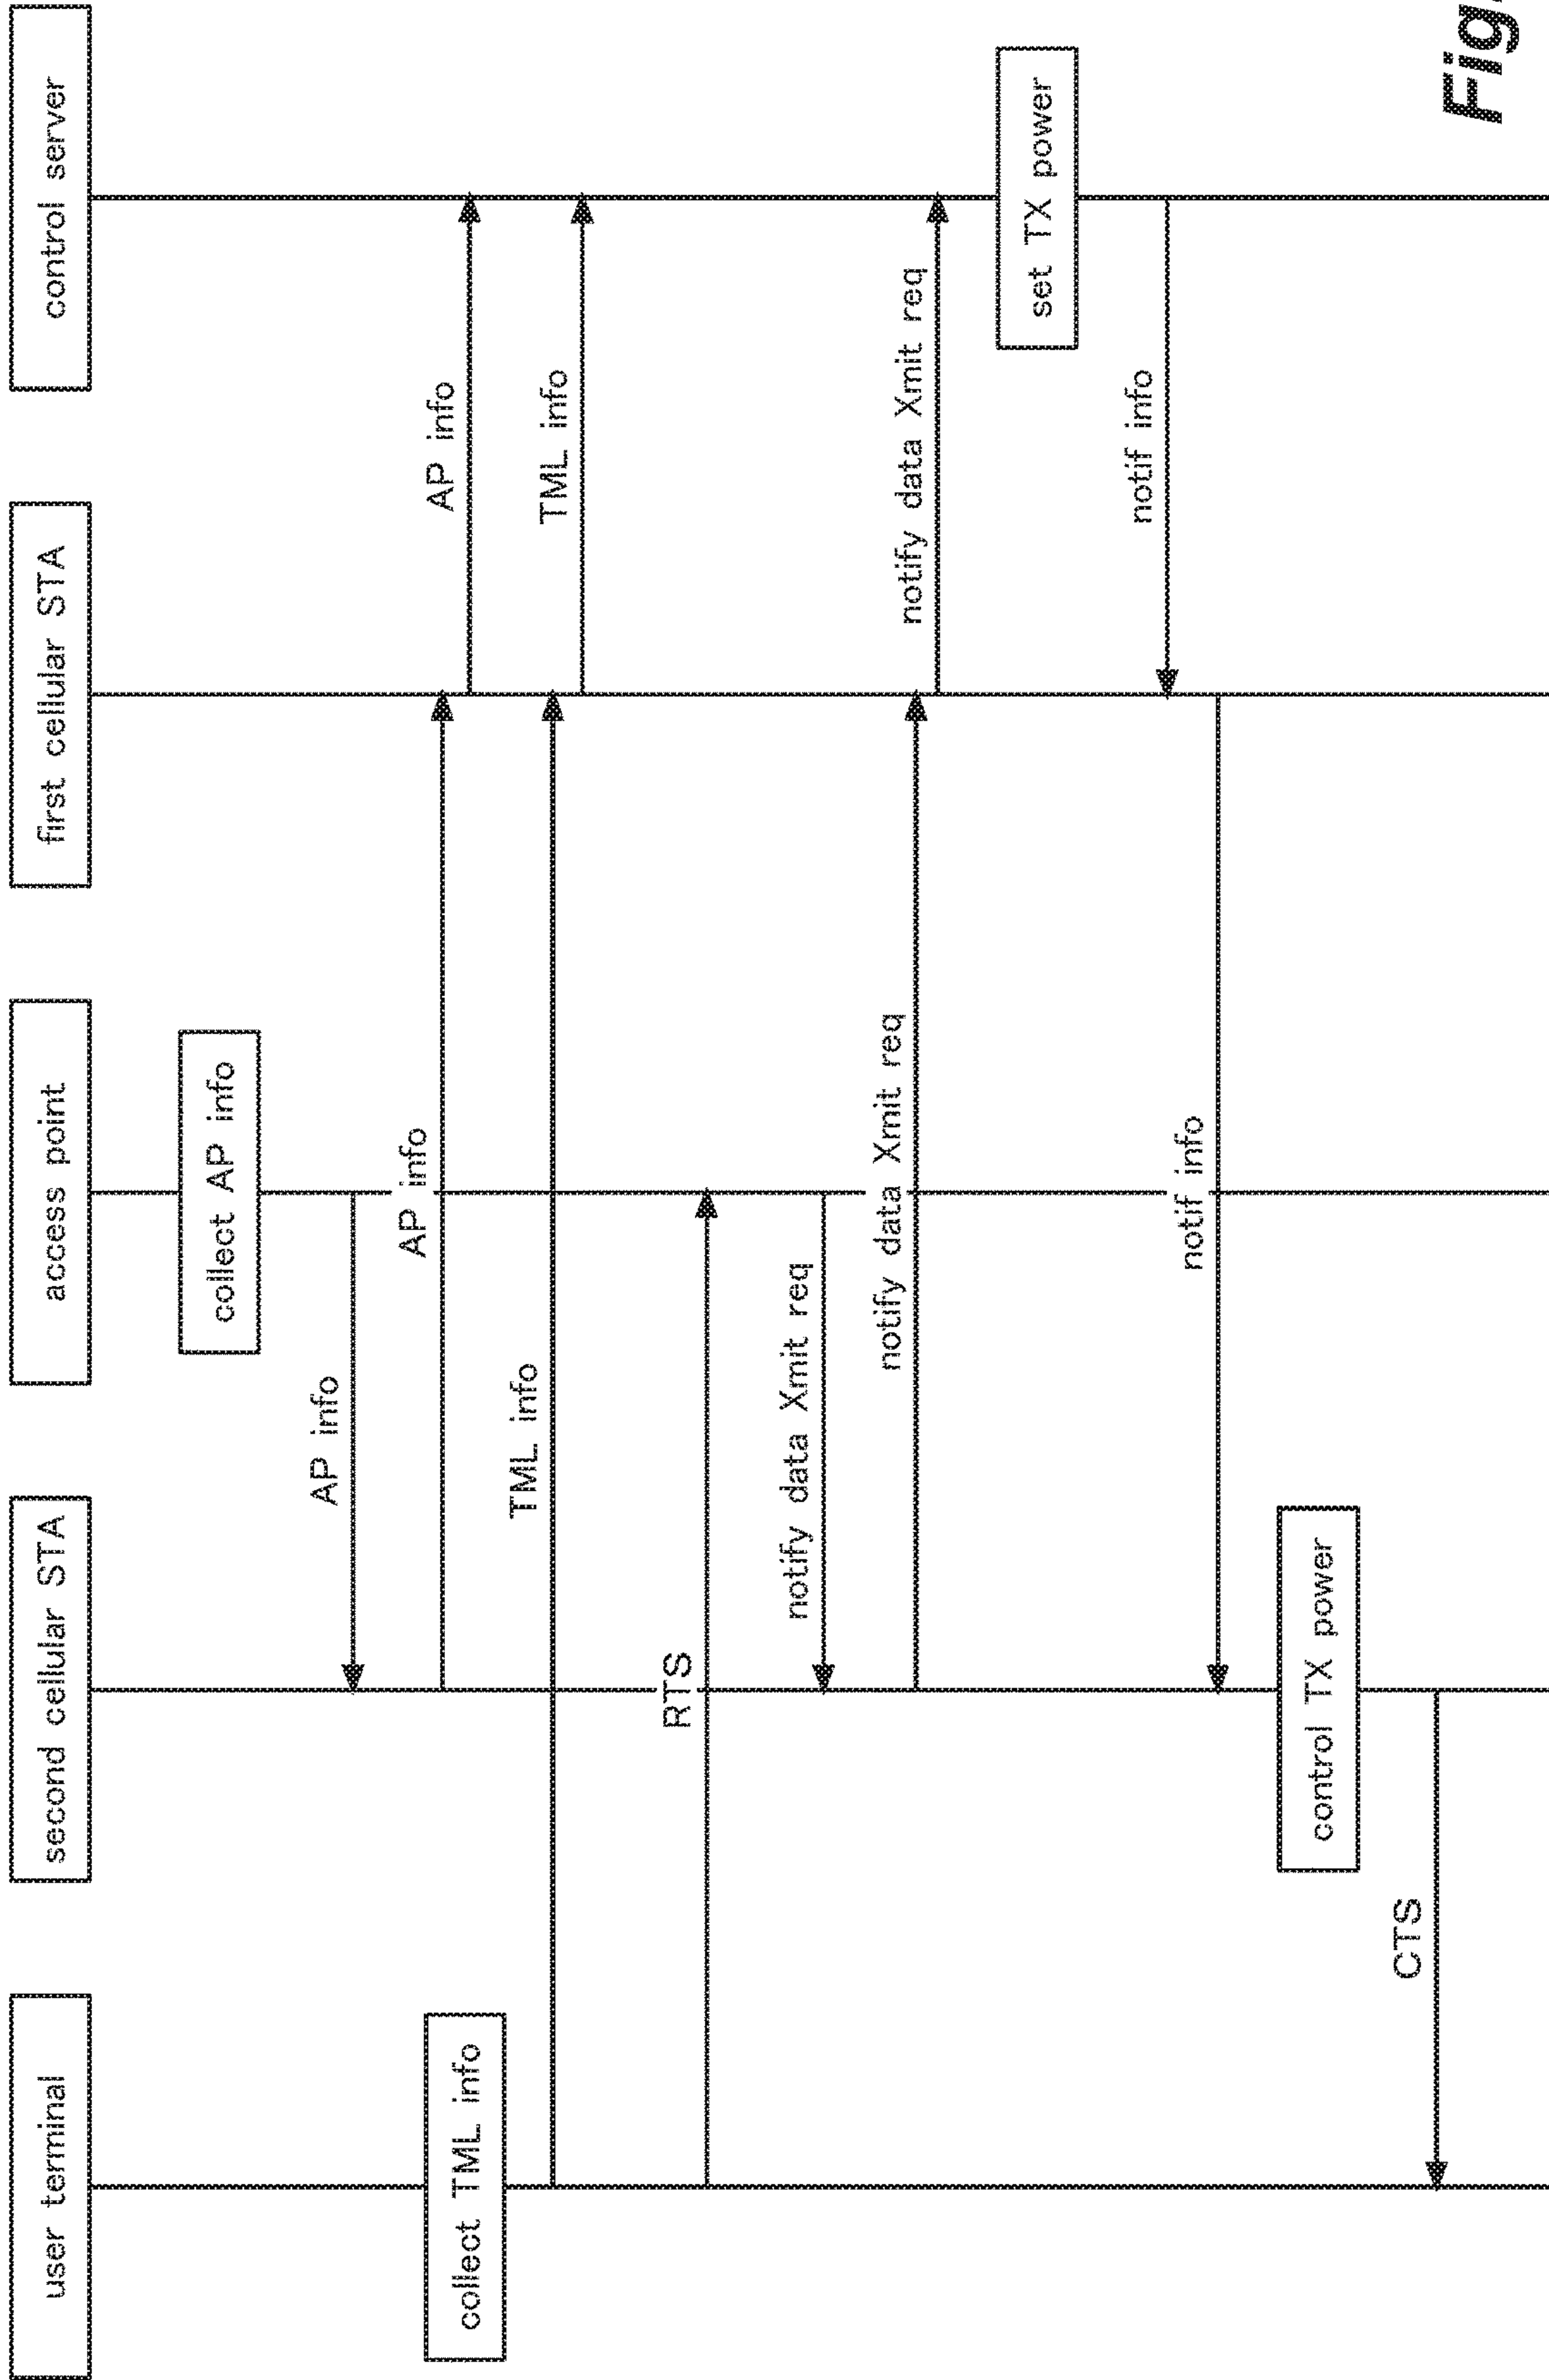 user terminal
second cellular STA
access point
first cellular STA
control server
collect AP info
AP info
AP info
collect TML info
AP info
TML info
TML info
RTS
notify data Xmit req
notify data Xmit req
notify data Xmit req
set TX power
notif info
notif info
control TX power
CTS
Fig